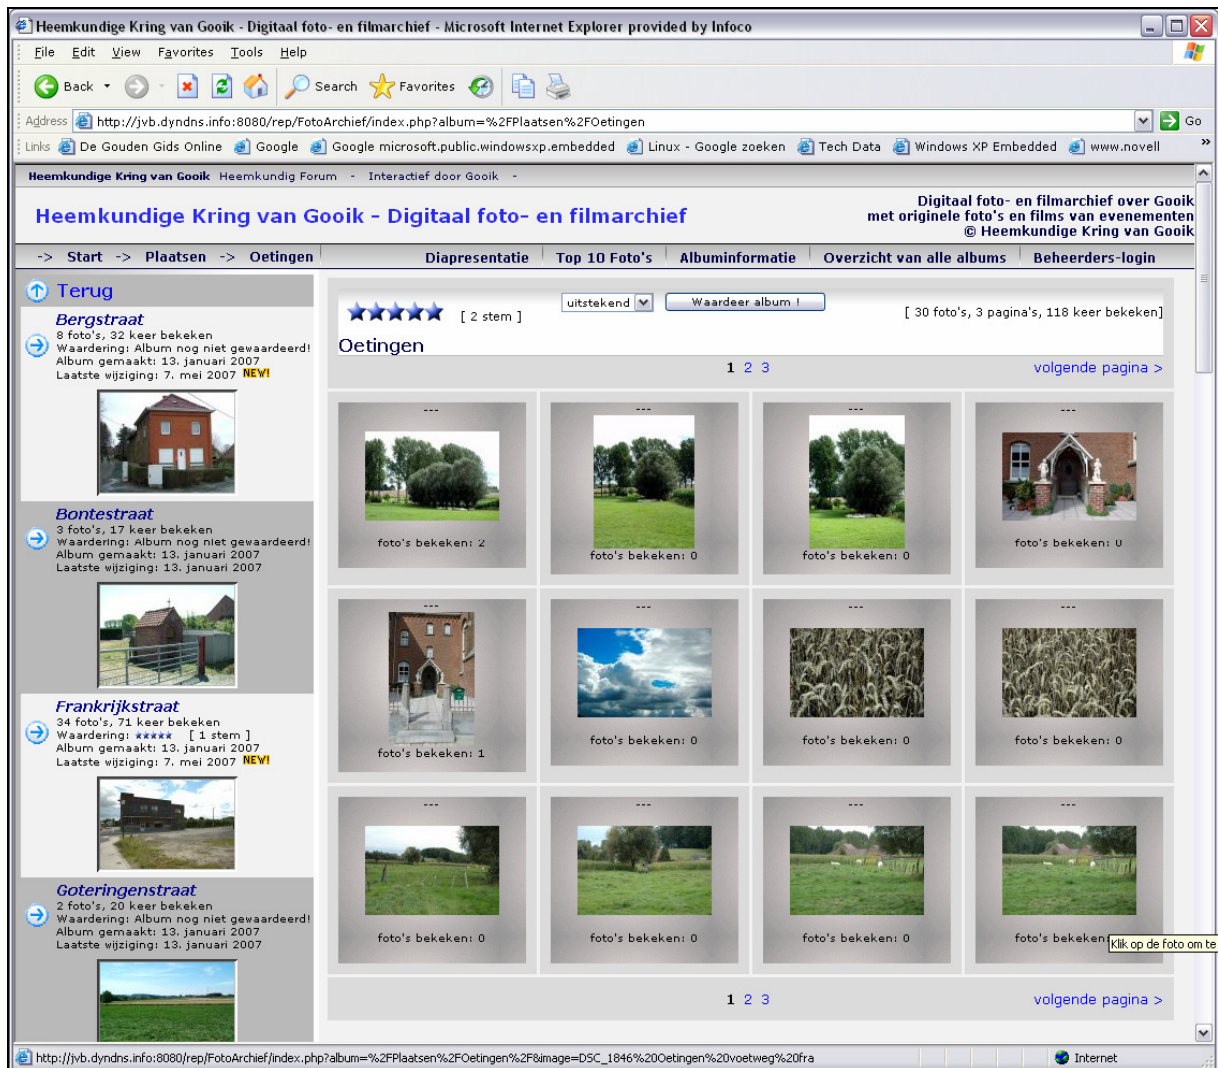 Heemkundige Kring van Gooik - Digitaal foto- en filmarchief - Microsoft Internet Explorer provided by Infoco
File Edit View Favorites Tools Help
Back Search Favorites
Address http://jvb.dyndns.info:8080/rep/FotoArchief/index.php?album=%2FPlaatsen%2FOetingen Go
Links De Gouden Gids Online Google Google microsoft.public.windowsxp.embedded Linux - Google zoeken Tech Data Windows XP Embedded www.novell »
Heemkundige Kring van Gooik Heemkundig Forum - Interactief door Gooik -
Heemkundige Kring van Gooik - Digitaal foto- en filmarchief
Digitaal foto- en filmarchief over Gooik
met originele foto's en films van evenementen
© Heemkundige Kring van Gooik
-> Start -> Plaatsen -> Oetingen Diapresentatie Top 10 Foto's Albuminformatie Overzicht van alle albums Beheerders-login
Terug
Bergstraat
8 foto's, 32 keer bekeken
Waardering: Album nog niet gewaardeerd!
Album gemaakt: 13. januari 2007
Laatste wijziging: 7. mei 2007 NEW!
Bontestraat
3 foto's, 17 keer bekeken
Waardering: Album nog niet gewaardeerd!
Album gemaakt: 13. januari 2007
Laatste wijziging: 13. januari 2007
Frankrijkstraat
34 foto's, 71 keer bekeken
Waardering: ***** [ 1 stem ]
Album gemaakt: 13. januari 2007
Laatste wijziging: 7. mei 2007 NEW!
Goteringenstraat
2 foto's, 20 keer bekeken
Waardering: Album nog niet gewaardeerd!
Album gemaakt: 13. januari 2007
Laatste wijziging: 13. januari 2007
[ 2 stem ] uitstekend Waardeer album ! [ 30 foto's, 3 pagina's, 118 keer bekeken]
Oetingen
1 2 3 volgende pagina >
--- --- --- ---
foto's bekeken: 2 foto's bekeken: 0 foto's bekeken: 0 foto's bekeken: 0
--- --- --- ---
foto's bekeken: 1 foto's bekeken: 0 foto's bekeken: 0 foto's bekeken: 0
--- --- --- ---
foto's bekeken: 0 foto's bekeken: 0 foto's bekeken: 0 foto's bekeken:
Klik op de foto om te
1 2 3 volgende pagina >
http://jvb.dyndns.info:8080/rep/FotoArchief/index.php?album=%2FPlaatsen%2FOetingen%2F&image=DSC_1846%20Oetingen%20voetweg%20fra Internet